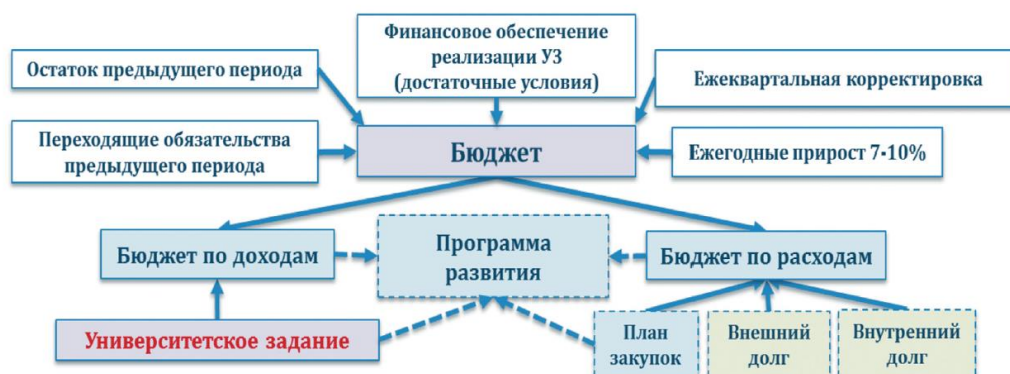 Финансовое обеспечение
реализации УЗ
(достаточные условия)
Остаток предыдущего периода
Ежеквартальная корректировка
Переходящие обязательства
предыдущего периода
Бюджет
Ежегодные прирост 7-10%
Бюджет по доходам
Программа
развития
Бюджет по расходам
Университетское задание
План
закупок
Внешний
долг
Внутренний
долг